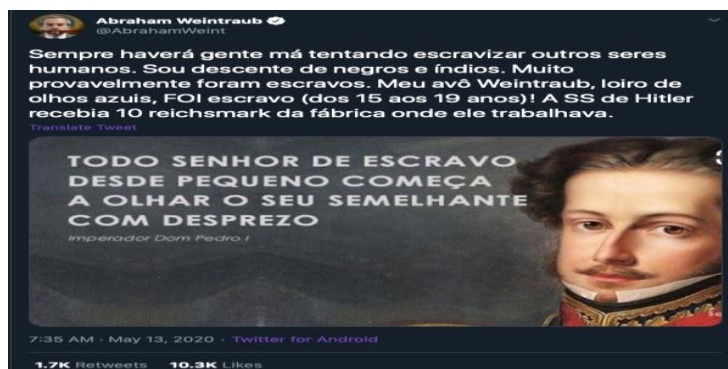 Abraham Weintraub
@AbrahamWeint
Sempre haverá gente má tentando escravizar outros seres
humanos. Sou descente de negros e índios. Muito
provavelmente foram escravos. Meu avô Weintraub, loiro de
olhos azuis, FOI escravo (dos 15 aos 19 anos)! A SS de Hitler
recebia 10 reichsmark da fábrica onde ele trabalhava.
Translate Tweet
TODO SENHOR DE ESCRAVO
DESDE PEQUENO COMEÇA
A OLHAR O SEU SEMELHANTE
COM DESPREZO
Imperador Dom Pedro I
7:35 AM · May 13, 2020 · Twitter for Android
1.7K Retweets 10.3K Likes